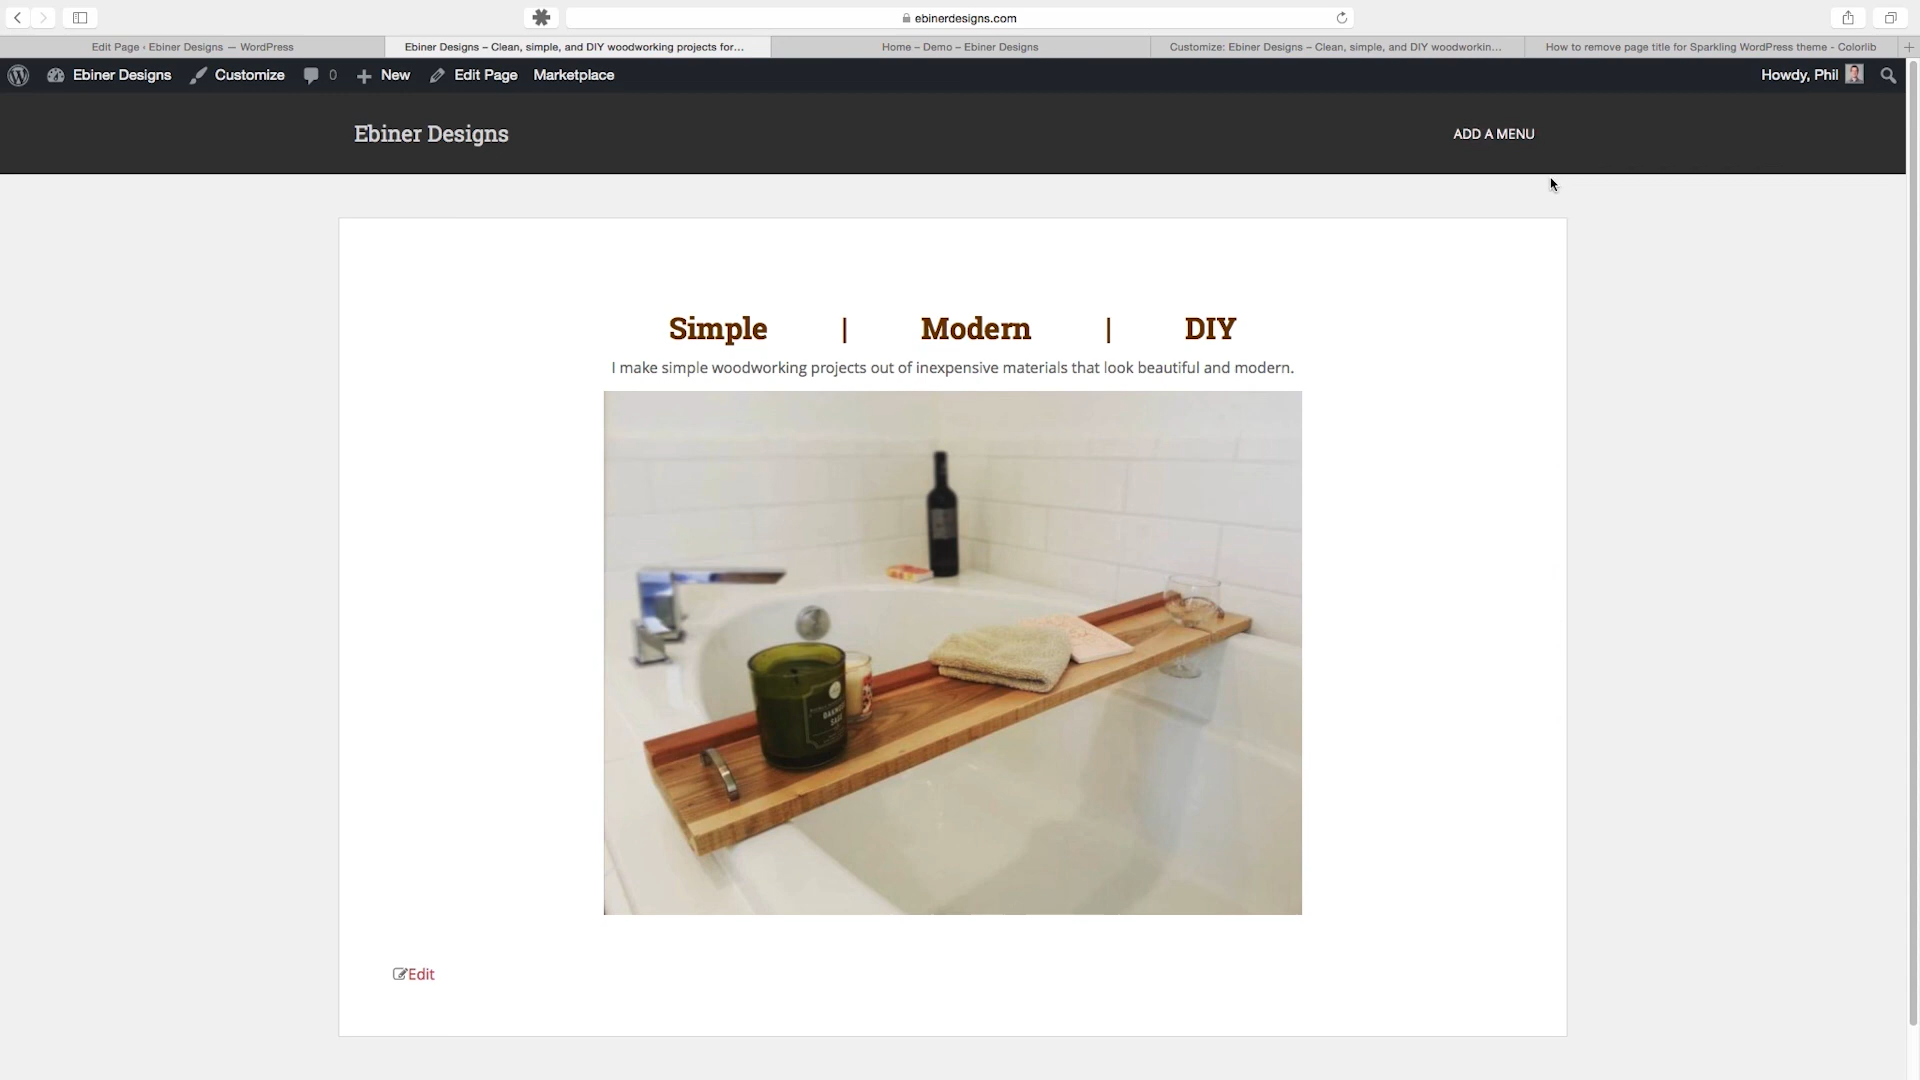 ebinerdesigns.com
Edit Page ‹ Ebiner Designs — WordPress
Ebiner Designs – Clean, simple, and DIY woodworking projects for...
Home – Demo – Ebiner Designs
Customize: Ebiner Designs – Clean, simple, and DIY woodworkin...
How to remove page title for Sparkling WordPress theme - Colorlib
Ebiner Designs
Customize
0
New
Edit Page
Marketplace
Howdy, Phil
Ebiner Designs
ADD A MENU
Simple | Modern | DIY
I make simple woodworking projects out of inexpensive materials that look beautiful and modern.
Edit